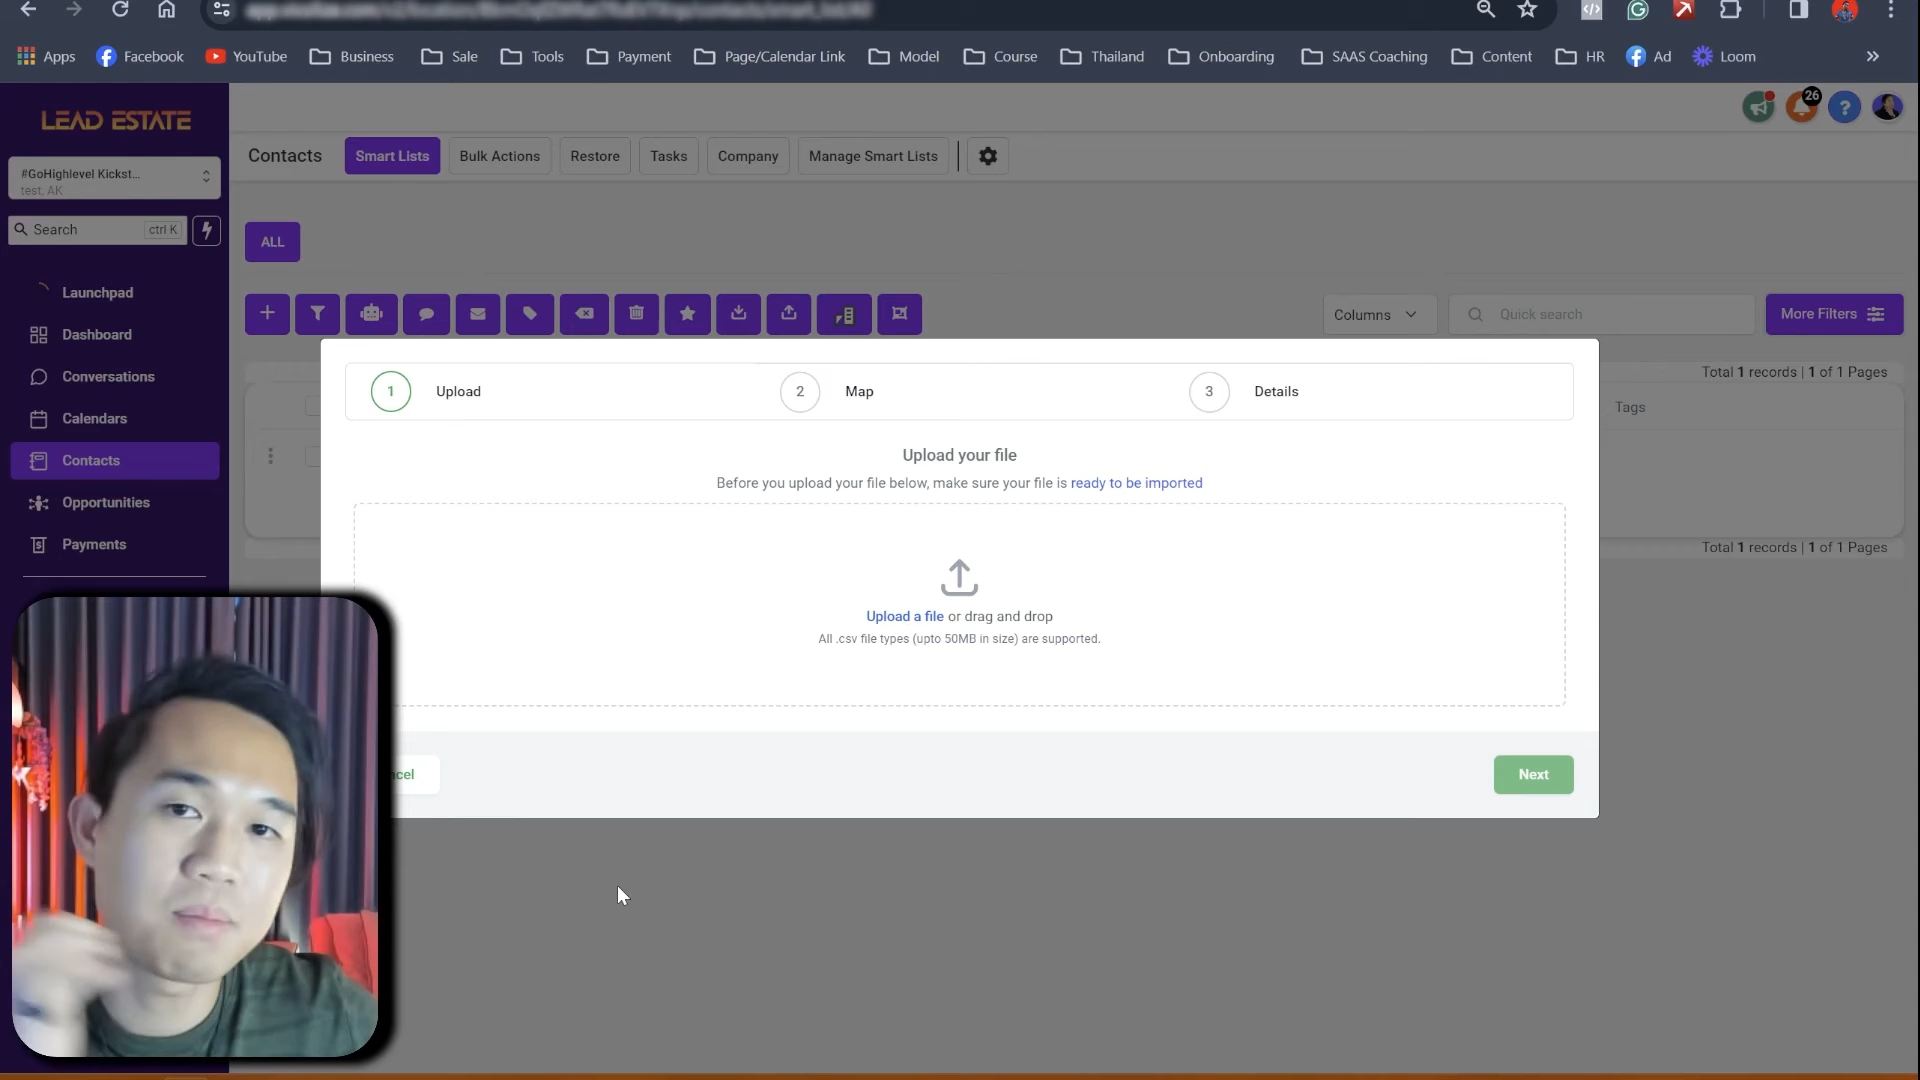 Apps
Facebook
YouTube
Business
Sale
Tools
Payment
Page/Calendar Link
Model
Course
Thailand
Onboarding
SAAS Coaching
Content
HR
Ad
Loom
LEAD ESTATE
26
#GoHighlevel Kickst...
test, AK
Search
ctrl K
Contacts
Smart Lists
Bulk Actions
Restore
Tasks
Company
Manage Smart Lists
ALL
Launchpad
Dashboard
Conversations
Calendars
Contacts
Opportunities
Payments
Columns
Quick search
More Filters
Total 1 records | 1 of 1 Pages
Tags
Total 1 records | 1 of 1 Pages
1 Upload
2 Map
3 Details
Upload your file
Before you upload your file below, make sure your file is ready to be imported
Upload a file or drag and drop
All .csv file types (upto 50MB in size) are supported.
ncel
Next